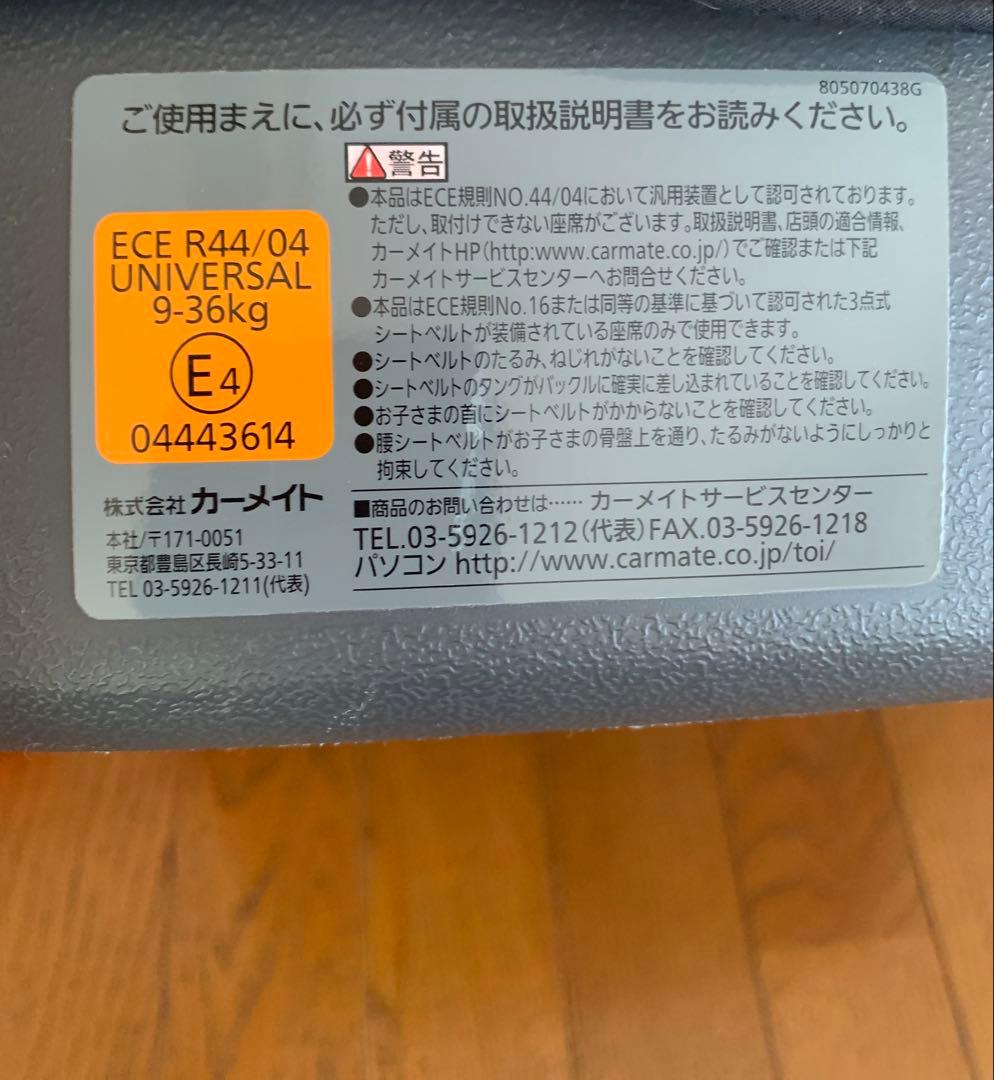 805070438G
ご使用まえに、必ず付属の取扱説明書をお読みください。
警告
●本品はECE規則NO.44/04において汎用装置として認可されております。
ただし、取付けできない座席がございます。取扱説明書、店頭の適合情報、
カーメイトHP(http:www.carmate.co.jp/)でご確認または下記
カーメイトサービスセンターへお問合せください。
●本品はECE規則No.16または同等の基準に基づいて認可された3点式
シートベルトが装備されている座席のみで使用できます。
●シートベルトのたるみ、ねじれがないことを確認してください。
●シートベルトのタングがバックルに確実に差し込まれていることを確認してください。
●お子さまの首にシートベルトがかからないことを確認してください。
●腰シートベルトがお子さまの骨盤上を通り、たるみがないようにしっかりと
拘束してください。
ECE R44/04
UNIVERSAL
9-36kg
E4
04443614
株式会社 カーメイト
本社/〒171-0051
東京都豊島区長崎5-33-11
TEL 03-5926-1211(代表)
■商品のお問い合わせは…… カーメイトサービスセンター
TEL.03-5926-1212(代表)FAX.03-5926-1218
パソコン http://www.carmate.co.jp/toi/